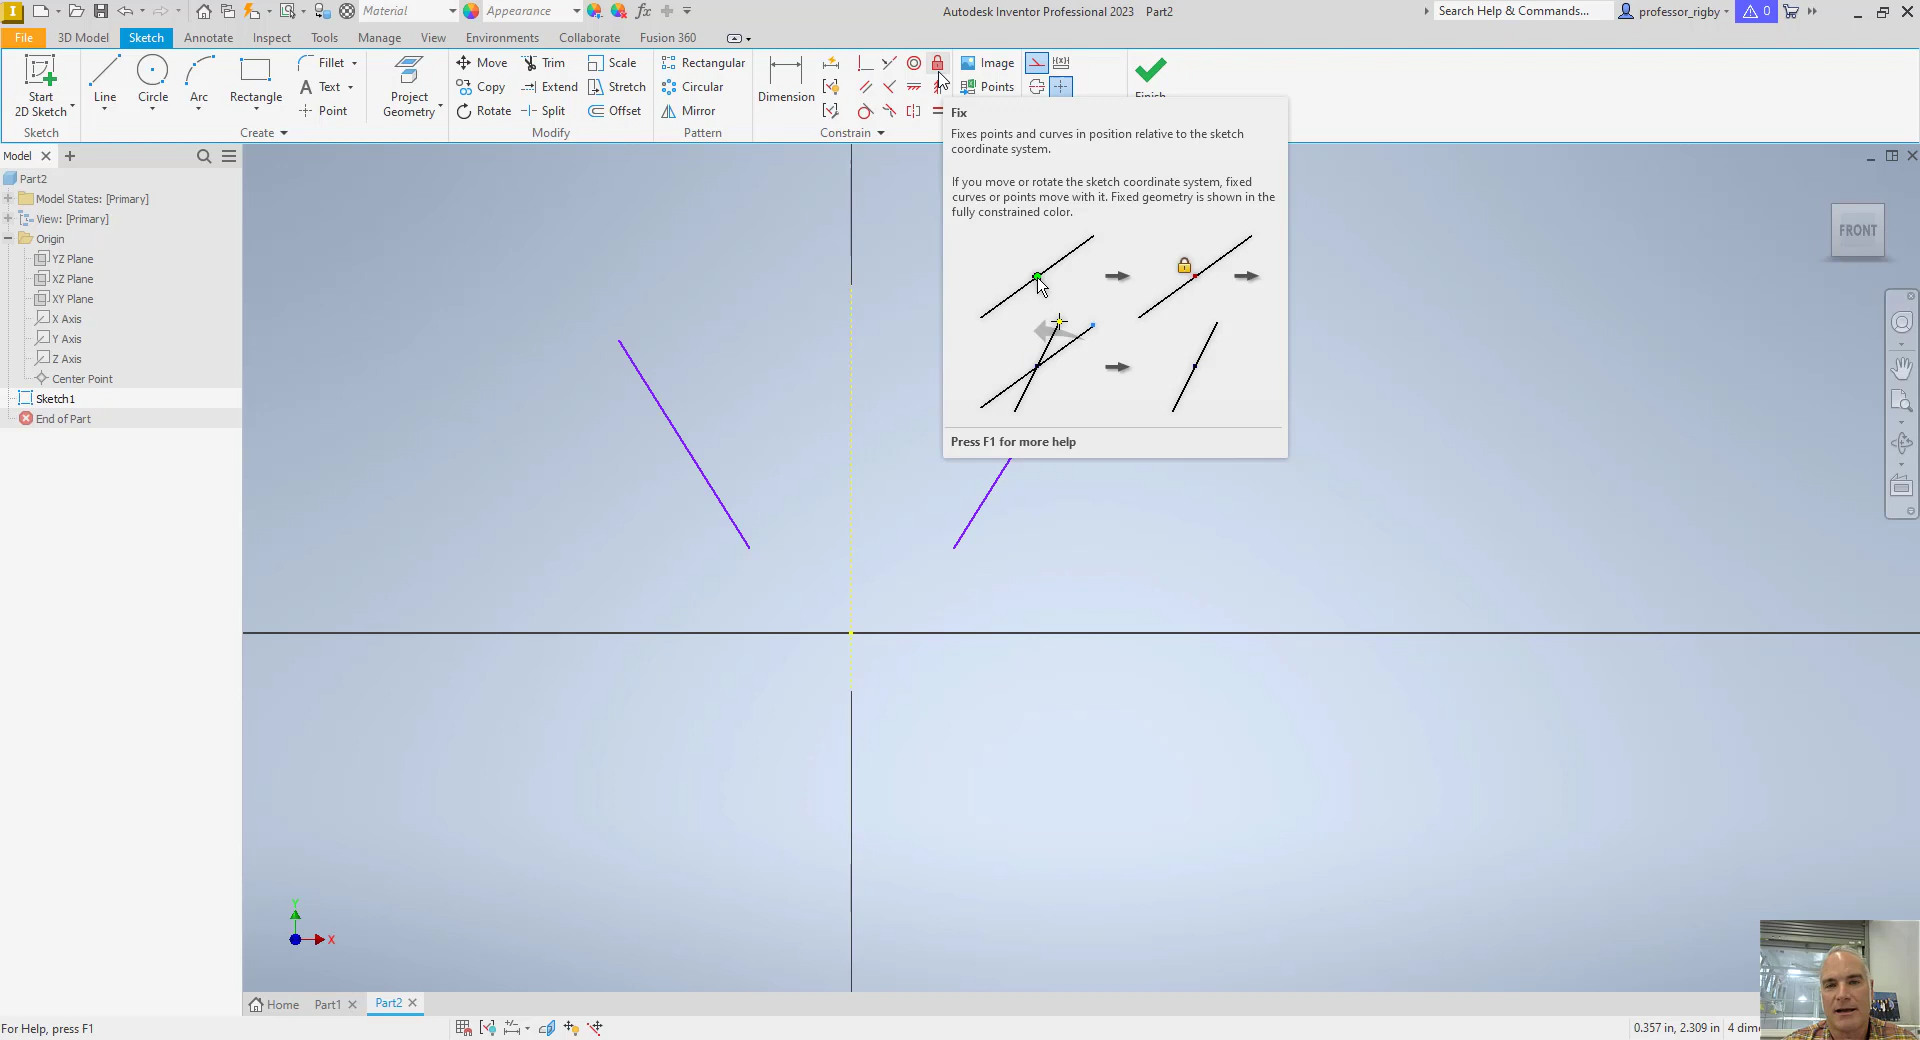 Material
Appearance
fx
Autodesk Inventor Professional 2023 Part2
Search Help & Commands...
professor_rigby
0
File 3D Model Sketch Annotate Inspect Tools Manage View Environments Collaborate Fusion 360
Start
2D Sketch
Line
Circle
Arc
Rectangle
Fillet
Text
Point
Project
Geometry
Move
Copy
Rotate
Trim
Extend
Split
Scale
Stretch
Offset
Rectangular
Circular
Mirror
Dimension
Image
Points
Sketch
Create
Modify
Pattern
Constrain
Fix
Fixes points and curves in position relative to the sketch
coordinate system.
If you move or rotate the sketch coordinate system, fixed
curves or points move with it. Fixed geometry is shown in the
fully constrained color.
Press F1 for more help
Model
Part2
Model States: [Primary]
View: [Primary]
Origin
YZ Plane
XZ Plane
XY Plane
X Axis
Y Axis
Z Axis
Center Point
Sketch1
End of Part
FRONT
Y
X
Home Part1 Part2
For Help, press F1
0.357 in, 2.309 in